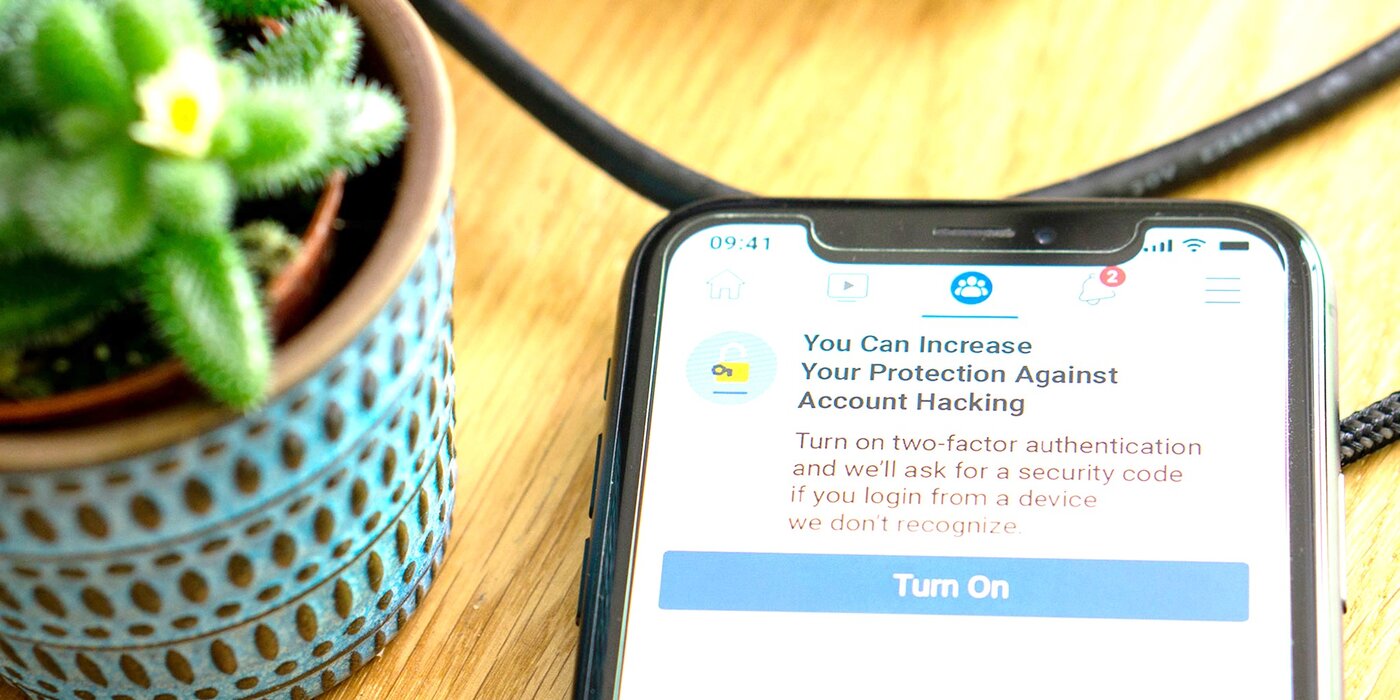 09:41
2
You Can Increase
Your Protection Against
Account Hacking
Turn on two-factor authentication
and we'll ask for a security code
if you login from a device
we don't recognize.
Turn On